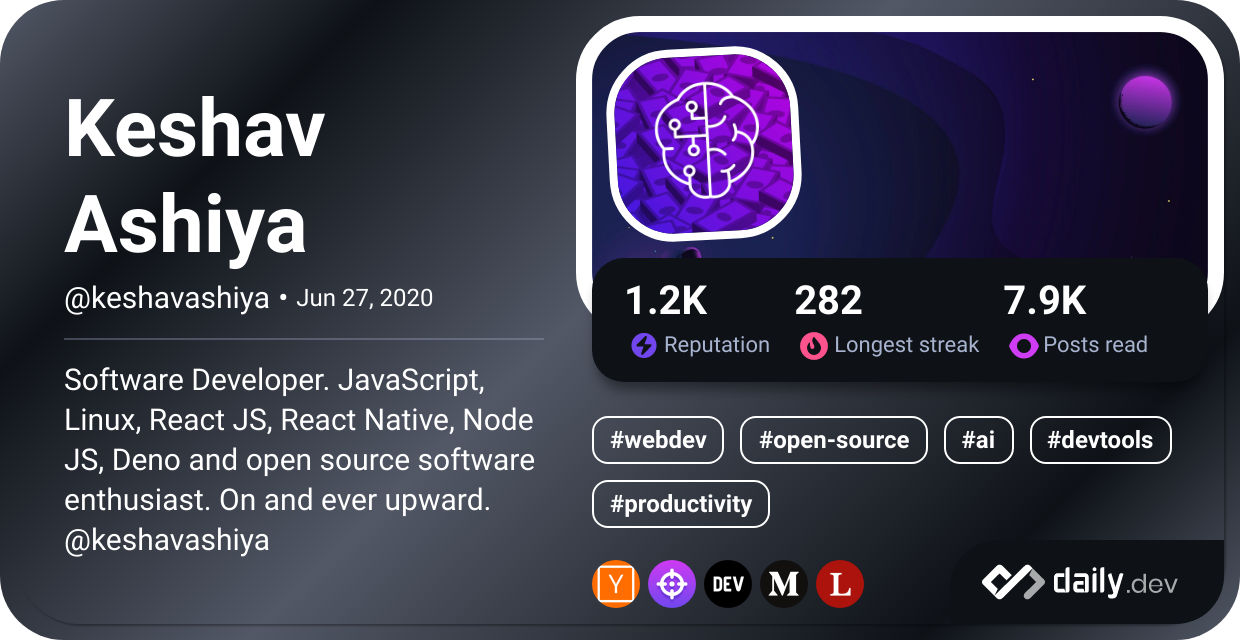 Keshav
Ashiya
@keshavashiya • Jun 27, 2020
Software Developer. JavaScript,
Linux, React JS, React Native, Node
JS, Deno and open source software
enthusiast. On and ever upward.
@keshavashiya
1.2K 282 7.9K
Reputation Longest streak Posts read
#webdev #open-source #ai #devtools
#productivity
Y DEV M L
daily.dev